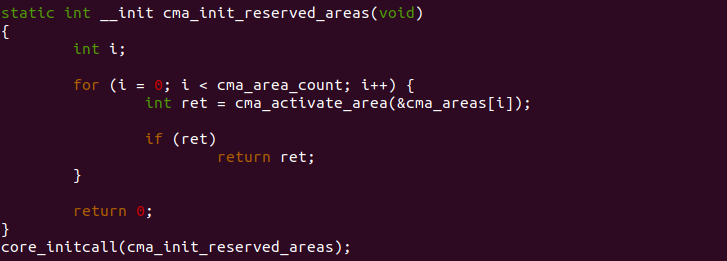 static int __init cma_init_reserved_areas(void)
{
        int i;

        for (i = 0; i < cma_area_count; i++) {
                int ret = cma_activate_area(&cma_areas[i]);

                if (ret)
                        return ret;
        }

        return 0;
}
core_initcall(cma_init_reserved_areas);